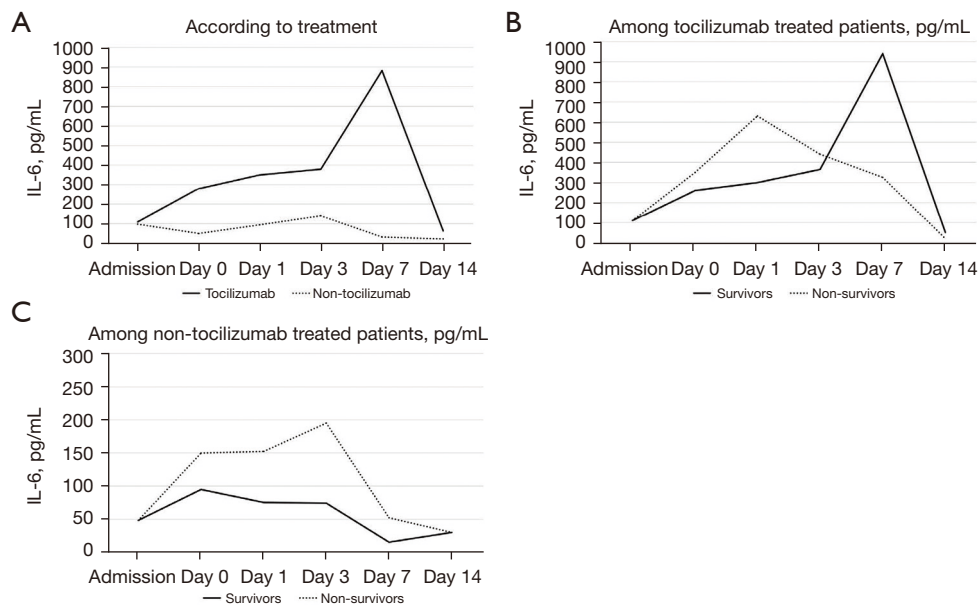 A
According to treatment
1000
900
800
700
600
500
400
300
200
100
0
IL-6, pg/mL
Admission Day 0 Day 1 Day 3 Day 7 Day 14
Tocilizumab Non-tocilizumab
B
Among tocilizumab treated patients, pg/mL
1000
900
800
700
600
500
400
300
200
100
0
IL-6, pg/mL
Admission Day 0 Day 1 Day 3 Day 7 Day 14
Survivors Non-survivors
C
Among non-tocilizumab treated patients, pg/mL
300
250
200
150
100
50
0
IL-6, pg/mL
Admission Day 0 Day 1 Day 3 Day 7 Day 14
Survivors Non-survivors